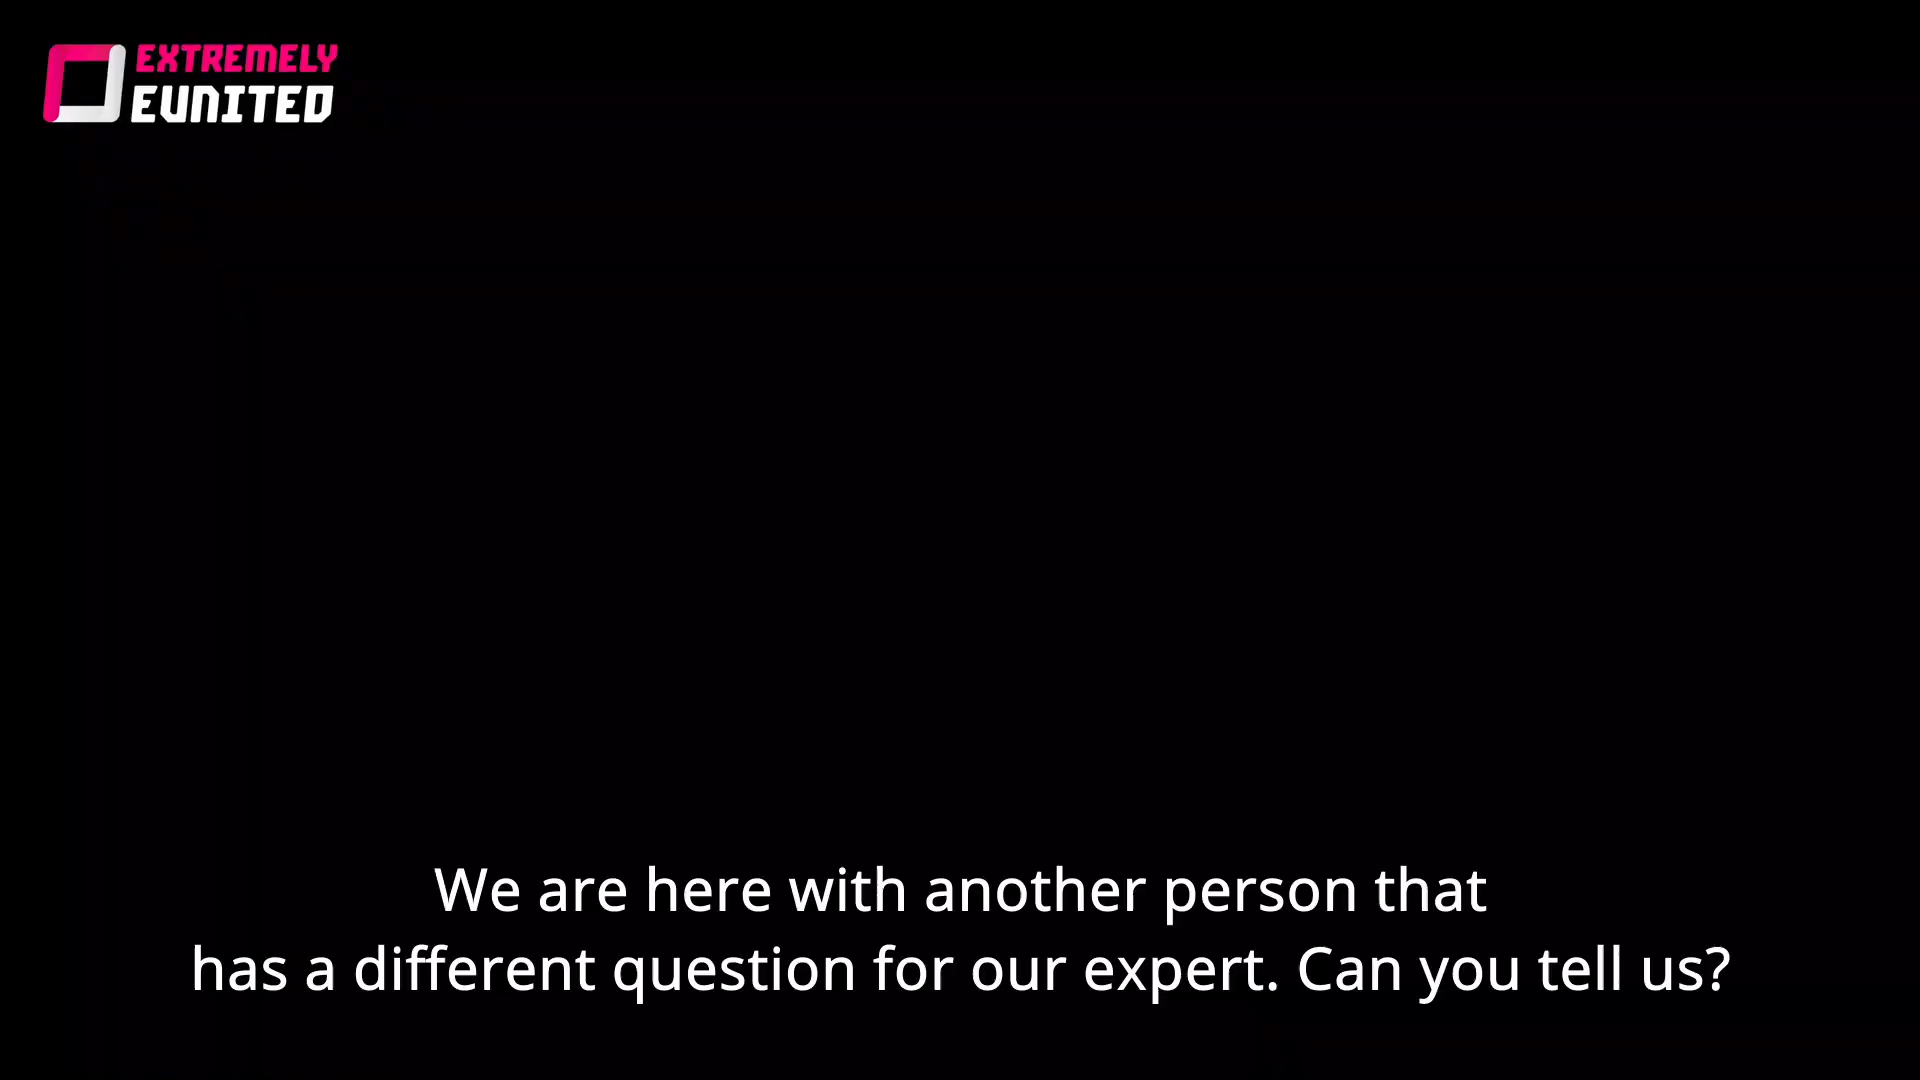 EXTREMELY
EUNITED
We are here with another person that
has a different question for our expert. Can you tell us?